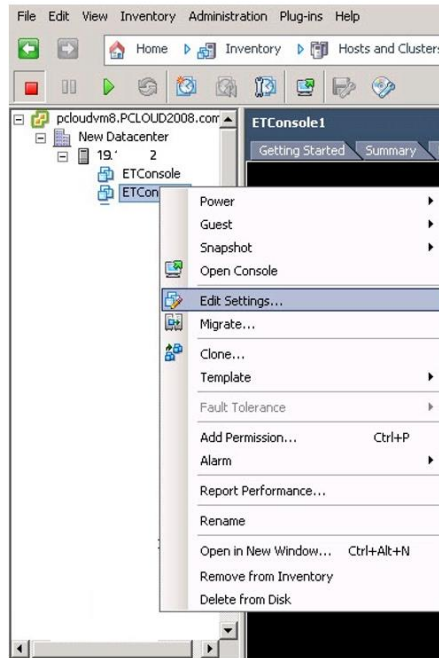 File Edit View Inventory Administration Plug-ins Help
Home Inventory Hosts and Clusters
pcloudvm8.PCLOUD2008.com
ETConsole1
New Datacenter
Getting Started Summary
19. 2
ETConsole
ETCon
Power
Guest
Snapshot
Open Console
Edit Settings...
Migrate...
Clone...
Template
Fault Tolerance
Add Permission... Ctrl+P
Alarm
Report Performance...
Rename
Open in New Window... Ctrl+Alt+N
Remove from Inventory
Delete from Disk